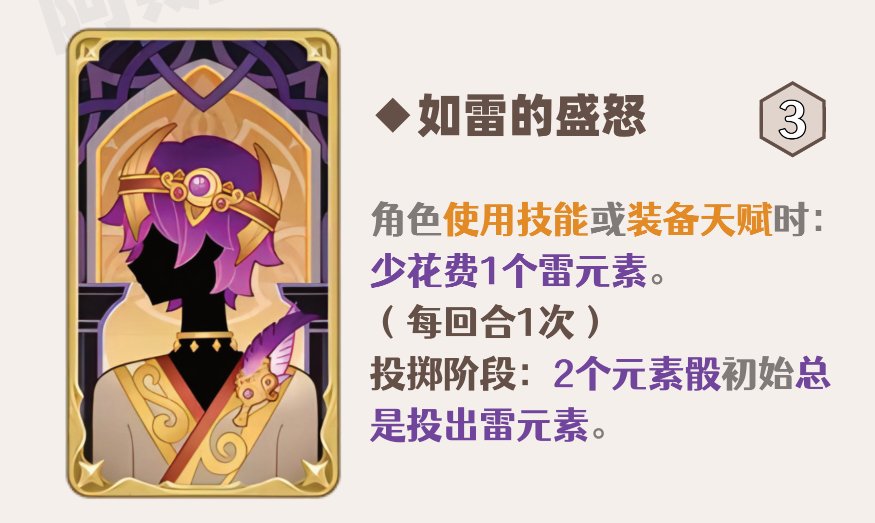 ◆如雷的盛怒
3
角色使用技能或装备天赋时：
少花费1个雷元素。
（每回合1次）
投掷阶段：2个元素骰初始总
是投出雷元素。